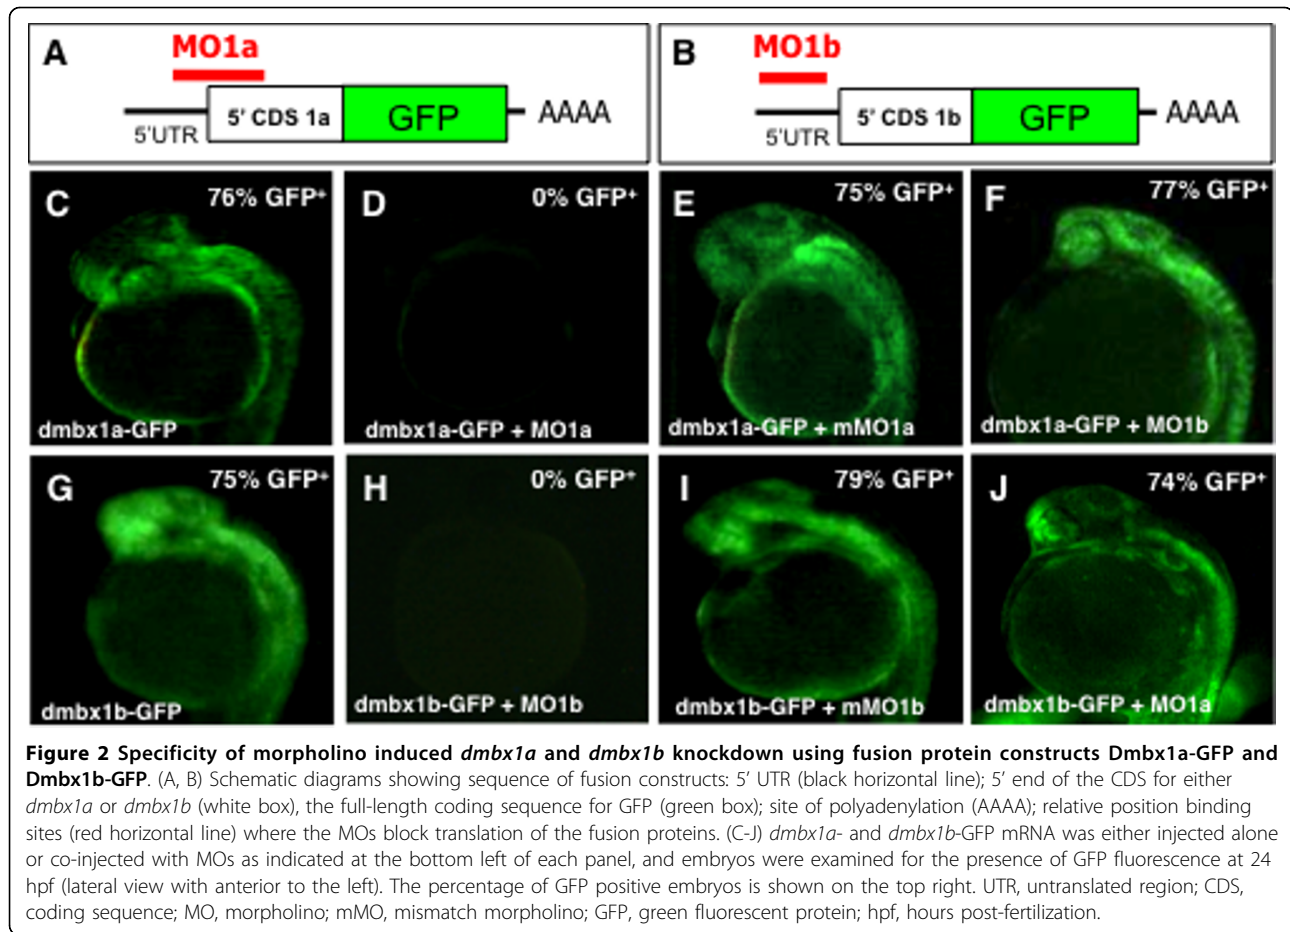 A
MO1a
5'UTR
5' CDS 1a
GFP
AAAA
B
MO1b
5'UTR
5' CDS 1b
GFP
AAAA
C
76% GFP+
dmbx1a-GFP
D
0% GFP+
dmbx1a-GFP + MO1a
E
75% GFP+
dmbx1a-GFP + mMO1a
F
77% GFP+
dmbx1a-GFP + MO1b
G
75% GFP+
dmbx1b-GFP
H
0% GFP+
dmbx1b-GFP + MO1b
I
79% GFP+
dmbx1b-GFP + mMO1b
J
74% GFP+
dmbx1b-GFP + MO1a
Figure 2 Specificity of morpholino induced dmbx1a and dmbx1b knockdown using fusion protein constructs Dmbx1a-GFP and
Dmbx1b-GFP. (A, B) Schematic diagrams showing sequence of fusion constructs: 5′ UTR (black horizontal line); 5′ end of the CDS for either
dmbx1a or dmbx1b (white box), the full-length coding sequence for GFP (green box); site of polyadenylation (AAAA); relative position binding
sites (red horizontal line) where the MOs block translation of the fusion proteins. (C-J) dmbx1a- and dmbx1b-GFP mRNA was either injected alone
or co-injected with MOs as indicated at the bottom left of each panel, and embryos were examined for the presence of GFP fluorescence at 24
hpf (lateral view with anterior to the left). The percentage of GFP positive embryos is shown on the top right. UTR, untranslated region; CDS,
coding sequence; MO, morpholino; mMO, mismatch morpholino; GFP, green fluorescent protein; hpf, hours post-fertilization.